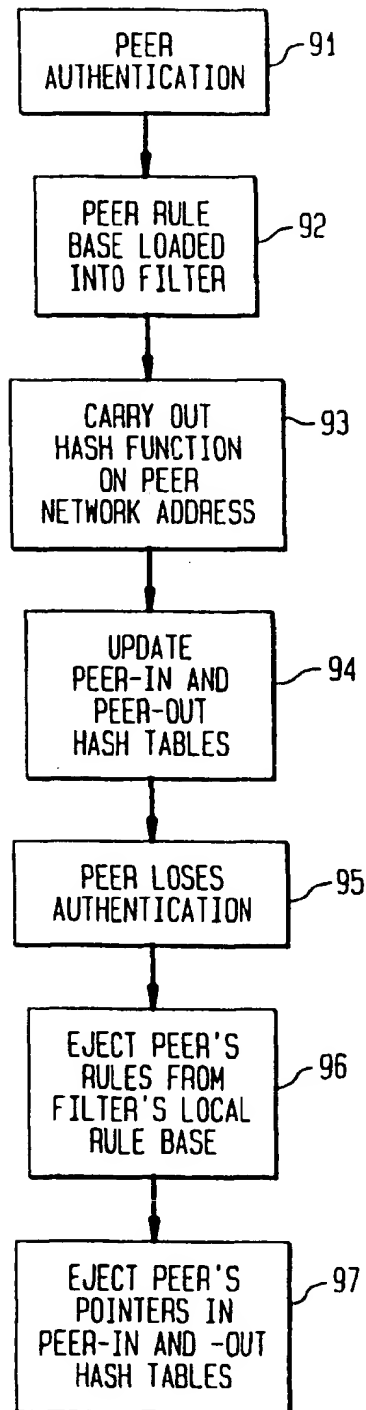 PEER
AUTHENTICATION
91
PEER RULE
BASE LOADED
INTO FILTER
92
CARRY OUT
HASH FUNCTION
ON PEER
NETWORK ADDRESS
93
UPDATE
PEER-IN AND
PEER-OUT
HASH TABLES
94
PEER LOSES
AUTHENTICATION
95
EJECT PEER'S
RULES FROM
FILTER'S LOCAL
RULE BASE
96
EJECT PEER'S
POINTERS IN
PEER-IN AND -OUT
HASH TABLES
97